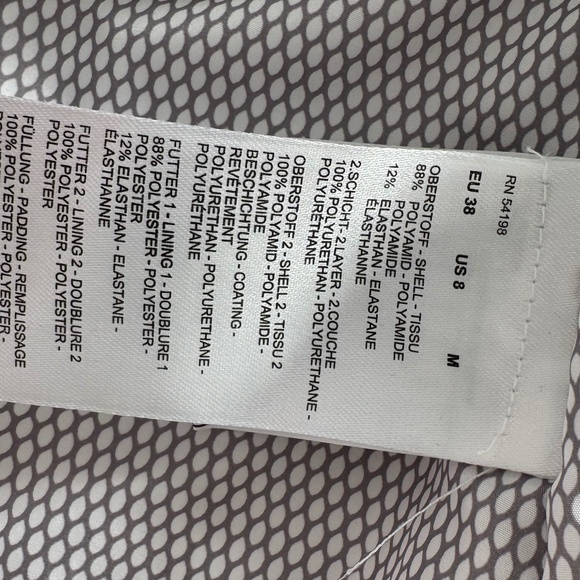 RN 54198
EU 38 US 8 M
OBERSTOFF - SHELL - TISSU
88% POLYAMID - POLYAMIDE
12% ELASTHAN - ELASTANE
ÉLASTHANNE
2.SCHICHT- 2.LAYER - 2.COUCHE
100% POLYURETHAN - POLYURETHANE -
POLYURÉTHANE
OBERSTOFF 2 - SHELL 2 - TISSU 2
100% POLYAMID - POLYAMIDE -
POLYAMIDE
BESCHICHTUNG - COATING -
REVÊTEMENT
POLYURETHAN - POLYURETHANE -
POLYURÉTHANE
FUTTER 1 - LINING 1 - DOUBLURE 1
88% POLYESTER - POLYESTER -
POLYESTER
12% ELASTHAN - ELASTANE -
ÉLASTHANNE
FUTTER 2 - LINING 2 - DOUBLURE 2
100% POLYESTER - POLYESTER -
POLYESTER
FÜLLUNG - PADDING - REMPLISSAGE
100% POLYESTER - POLYESTER -